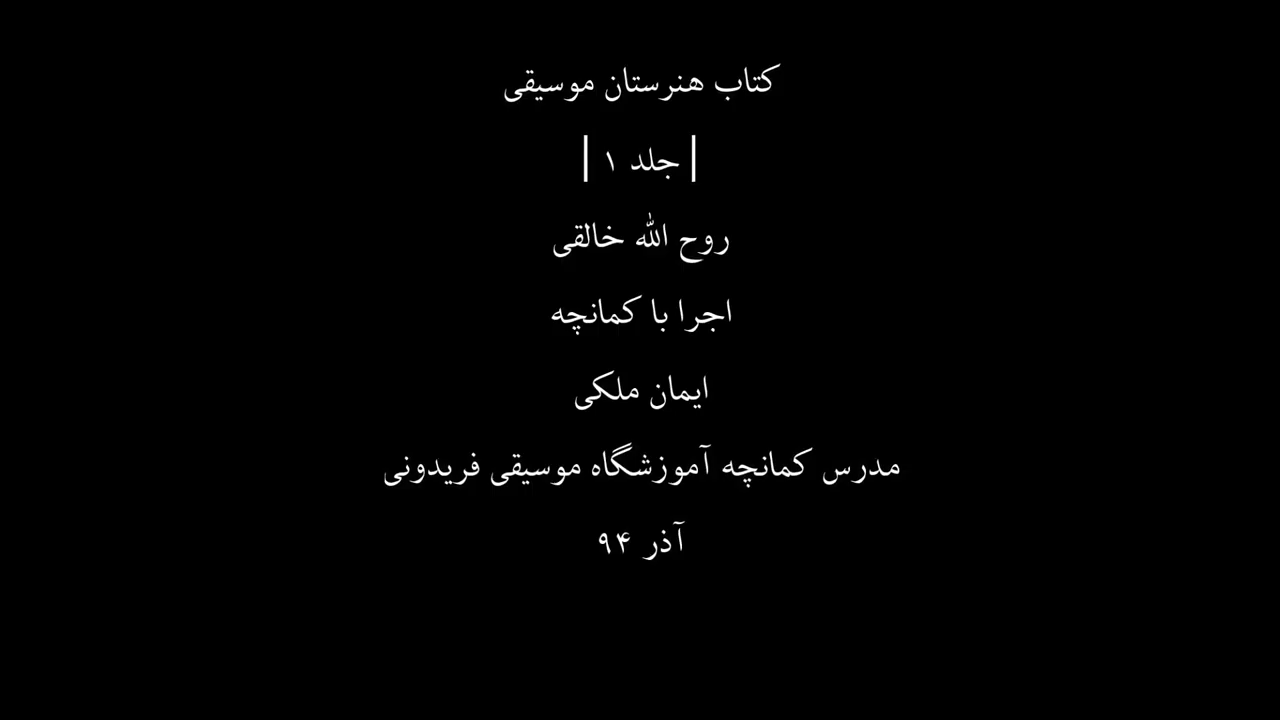 کتاب هنرستان موسیقی
| جلد ۱ |
روح الله خالقی
اجرا با کمانچه
ایمان ملکی
مدرس کمانچه آموزشگاه موسیقی فریدونی
آذر ۹۴